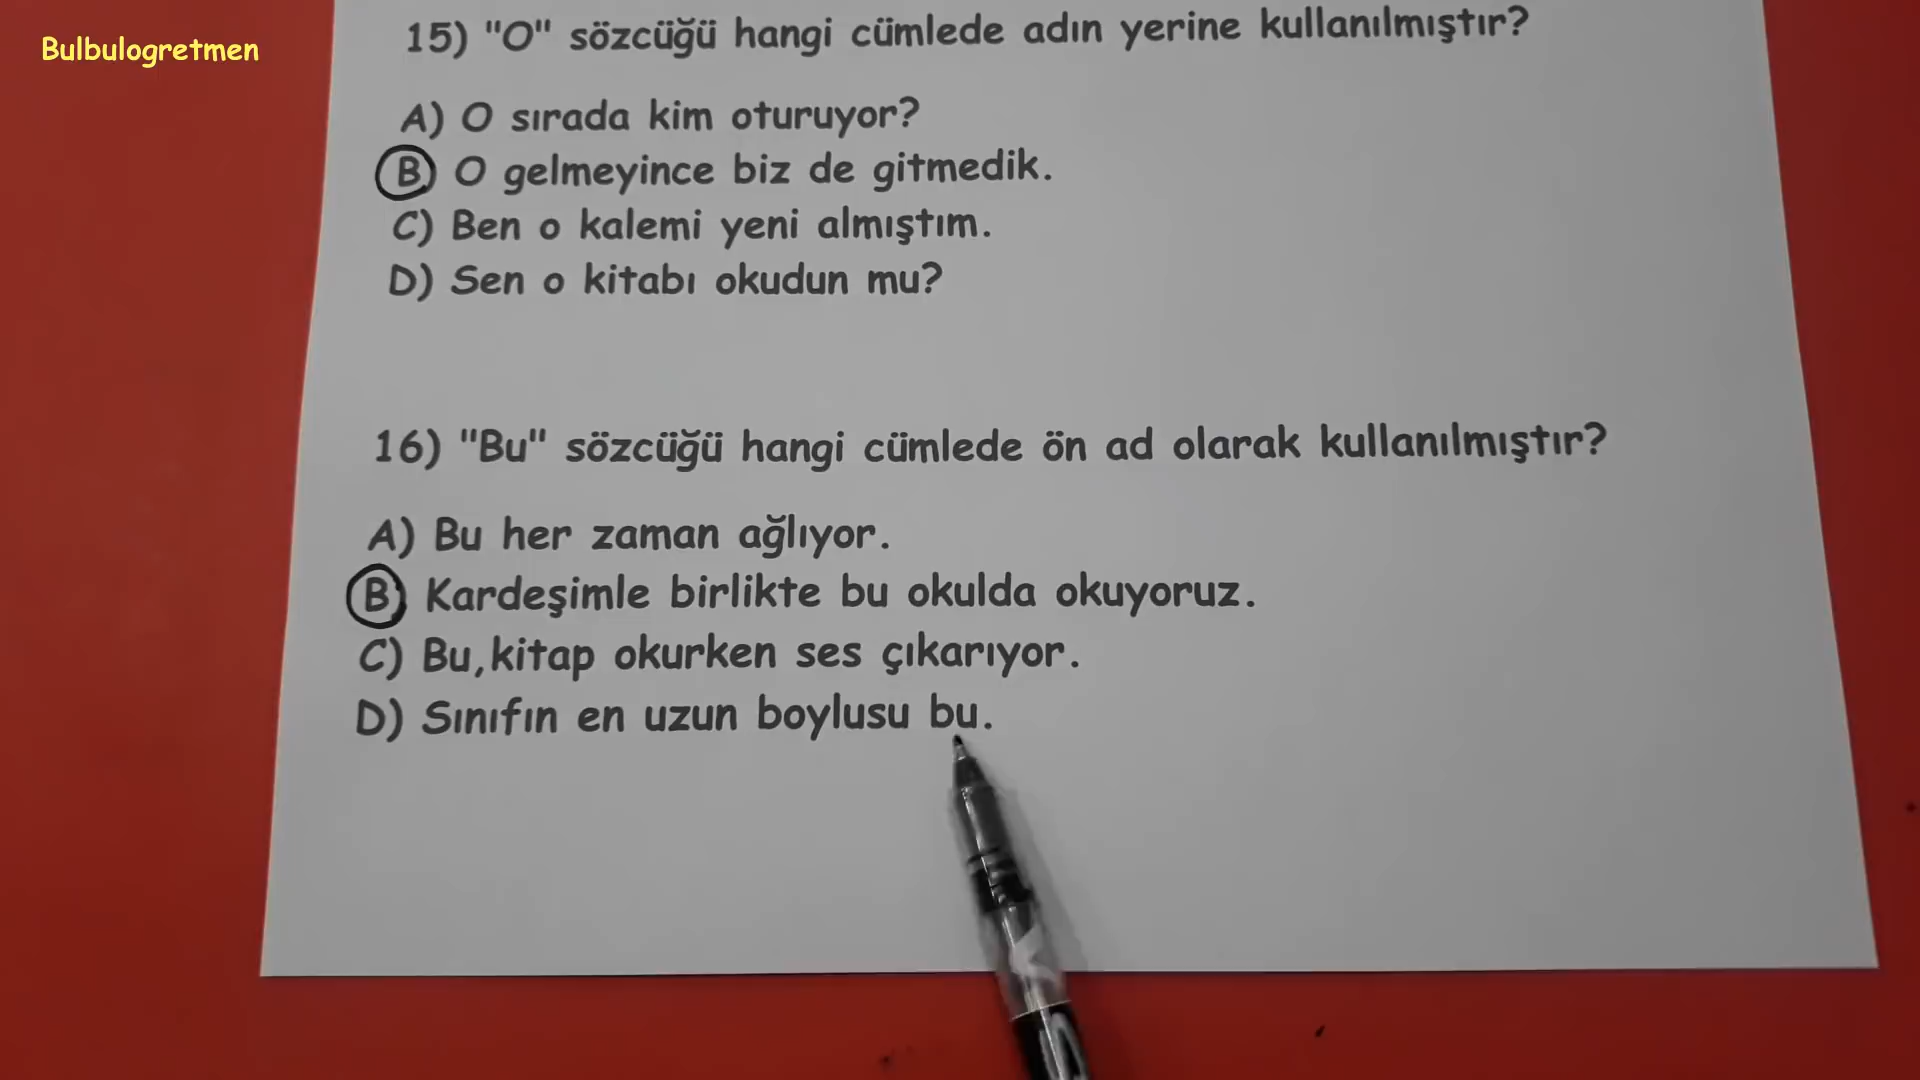 Bulbulogretmen
15) "O" sözcüğü hangi cümlede adın yerine kullanılmıştır?
A) O sırada kim oturuyor?
B) O gelmeyince biz de gitmedik.
C) Ben o kalemi yeni almıştım.
D) Sen o kitabı okudun mu?
16) "Bu" sözcüğü hangi cümlede ön ad olarak kullanılmıştır?
A) Bu her zaman ağlıyor.
B) Kardeşimle birlikte bu okulda okuyoruz.
C) Bu,kitap okurken ses çıkarıyor.
D) Sınıfın en uzun boylusu bu.